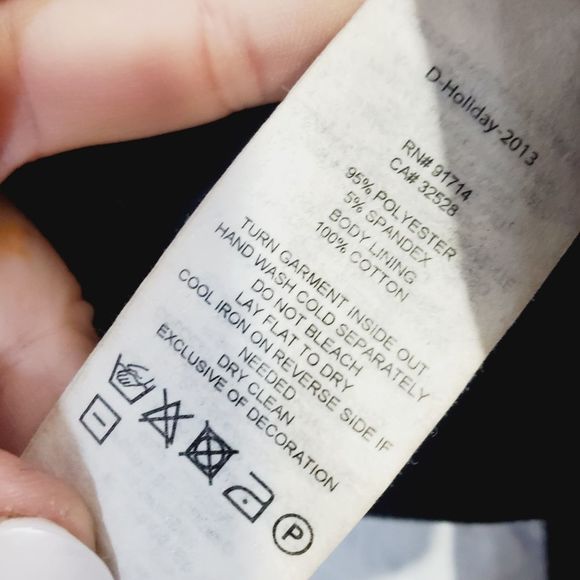 D-Holiday-2013
RN# 91714
CA# 32528
95% POLYESTER
5% SPANDEX
BODY LINING
100% COTTON
TURN GARMENT INSIDE OUT
HAND WASH COLD SEPARATELY
DO NOT BLEACH
LAY FLAT TO DRY
COOL IRON ON REVERSE SIDE IF
NEEDED
DRY CLEAN
EXCLUSIVE OF DECORATION
P